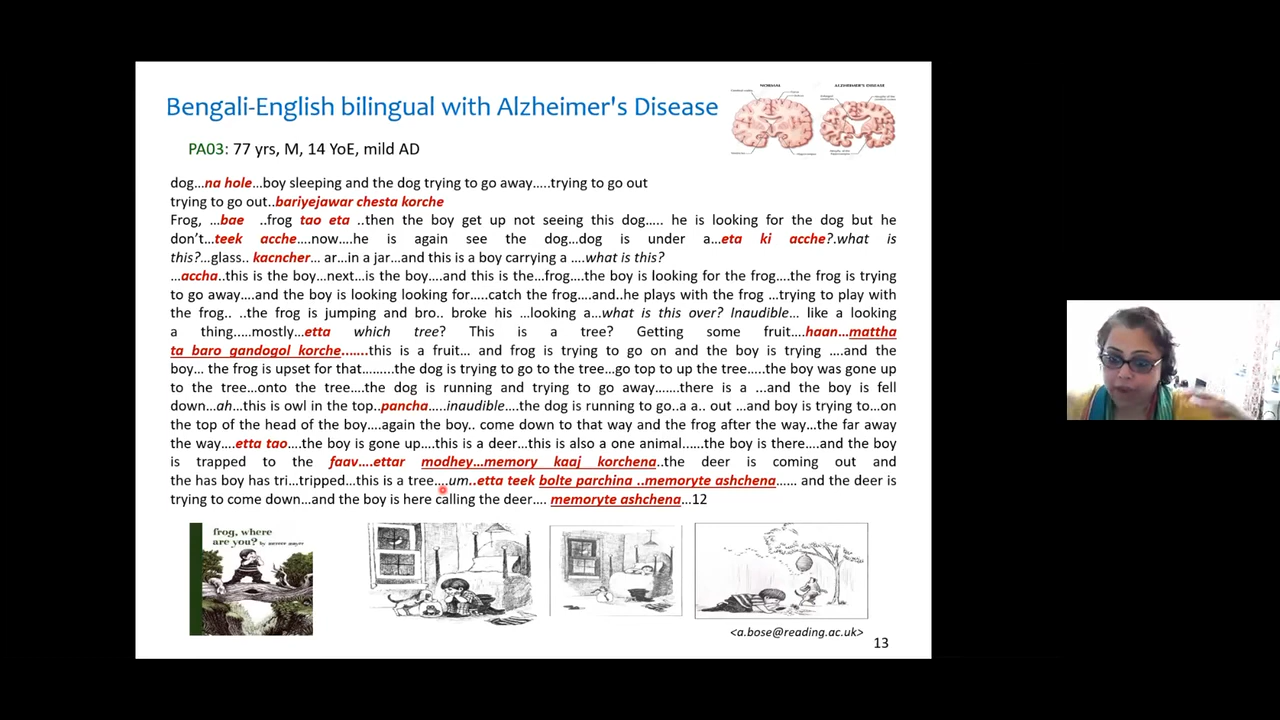 Bengali-English bilingual with Alzheimer's Disease
NORMAL
ALZHEIMER'S DISEASE
PA03: 77 yrs, M, 14 YoE, mild AD
dog…na hole…boy sleeping and the dog trying to go away…..trying to go out
trying to go out..bariyejawar chesta korche
Frog, …bae ..frog tao eta ..then the boy get up not seeing this dog….. he is looking for the dog but he
don't…teek acche….now….he is again see the dog…dog is under a…eta ki acche?.what is
this?…glass.. kacncher… ar…in a jar…and this is a boy carrying a ….what is this?
…accha..this is the boy…next…is the boy….and this is the…frog….the boy is looking for the frog….the frog is trying
to go away….and the boy is looking looking for…..catch the frog….and..he plays with the frog …trying to play with
the frog.. ..the frog is jumping and bro.. broke his …looking a…what is this over? Inaudible… like a looking
a thing…..mostly…etta which tree? This is a tree? Getting some fruit….haan…mattha
ta baro gandogol korche…….this is a fruit… and frog is trying to go on and the boy is trying ….and the
boy… the frog is upset for that………the dog is trying to go to the tree…go top to up the tree…..the boy was gone up
to the tree…onto the tree….the dog is running and trying to go away…….there is a …and the boy is fell
down…ah…this is owl in the top..pancha…..inaudible….the dog is running to go..a a.. out …and boy is trying to…on
the top of the head of the boy….again the boy.. come down to that way and the frog after the way…the far away
the way….etta tao….the boy is gone up….this is a deer…this is also a one animal……the boy is there….and the boy
is trapped to the faav….ettar modhey…memory kaaj korchena..the deer is coming out and
the has boy has tri…tripped…this is a tree….um..etta teek bolte parchina ..memoryte ashchena…… and the deer is
trying to come down…and the boy is here calling the deer…. memoryte ashchena…12
frog, where
are you? by mercer mayer
<a.bose@reading.ac.uk>
13